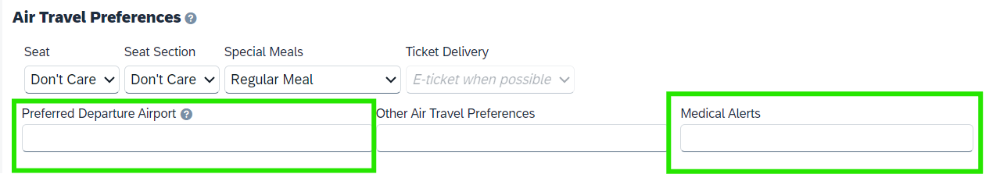 Air Travel Preferences ?
Seat Seat Section Special Meals Ticket Delivery
Don't Care Don't Care Regular Meal E-ticket when possible
Preferred Departure Airport ? Other Air Travel Preferences Medical Alerts